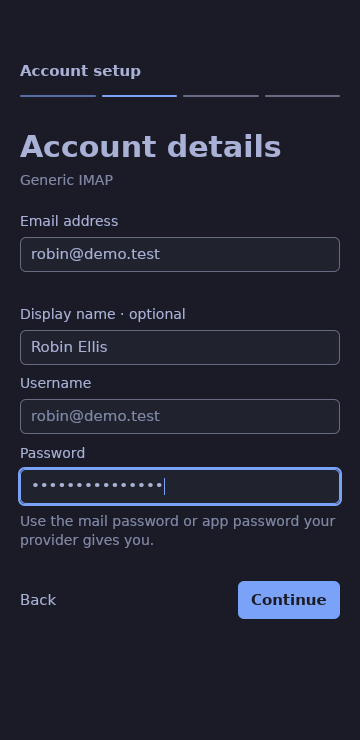 Account setup
Account details
Generic IMAP
Email address
robin@demo.test
Display name · optional
Robin Ellis
Username
robin@demo.test
Password
•••••••••••••••
Use the mail password or app password your
provider gives you.
Back
Continue